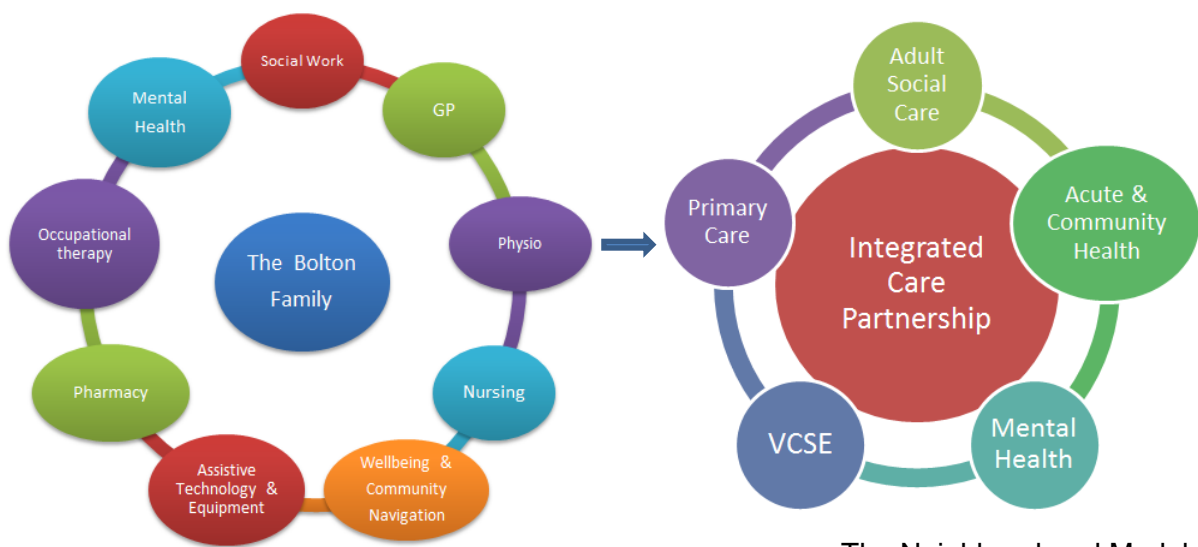 Social Work
GP
Physio
Nursing
Wellbeing &
Community
Navigation
Assistive
Technology &
Equipment
Pharmacy
Occupational
therapy
Mental
Health
The Bolton
Family
Adult
Social
Care
Acute &
Community
Health
Mental
Health
VCSE
Primary
Care
Integrated
Care
Partnership